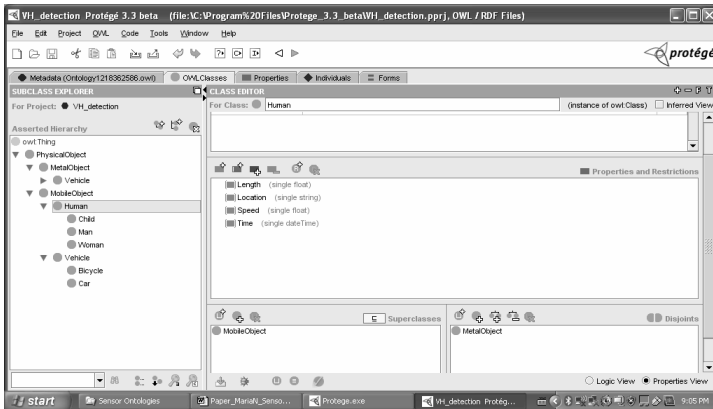 VH_detection Protégé 3.3 beta (file:\C:\Program%20Files\Protege_3.3_beta\VH_detection.pprj, OWL / RDF Files)
File Edit Project OWL Code Tools Window Help
protégé
Metadata (Ontology1218362586.owl) OWLClasses Properties Individuals Forms
SUBCLASS EXPLORER
For Project: VH_detection
Asserted Hierarchy
owl:Thing
PhysicalObject
MetalObject
Vehicle
MobileObject
Human
Child
Man
Woman
Vehicle
Bicycle
Car
CLASS EDITOR
For Class: Human (instance of owl:Class) Inferred View
Properties and Restrictions
Length (single float)
Location (single string)
Speed (single float)
Time (single dateTime)
Superclasses
MobileObject
Disjoints
MetalObject
Logic View Properties View
start Sensor Ontologies Paper_MariaN_Senso... Protege.exe VH_detection Protég... 9:05 PM